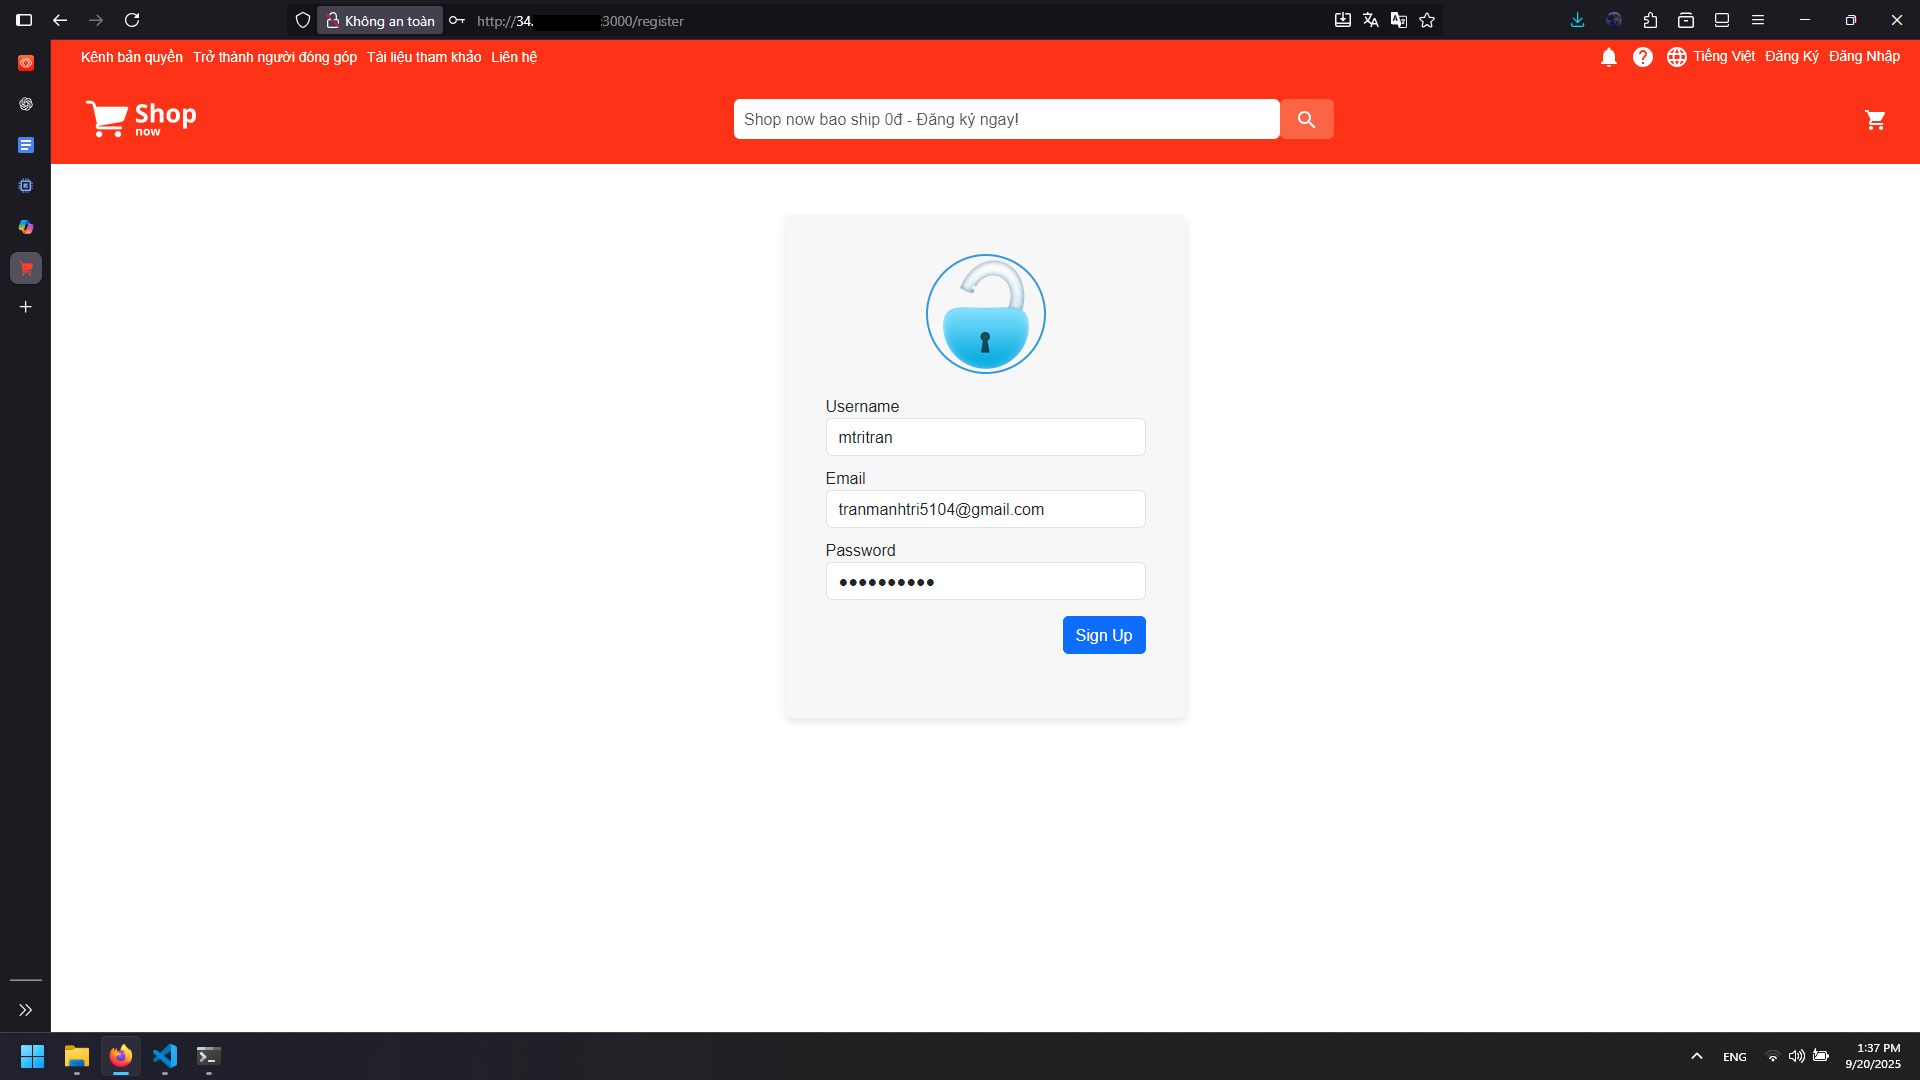 Không an toàn
http://34.
:3000/register
Kênh bản quyền Trở thành người đóng góp Tài liệu tham khảo Liên hệ
Tiếng Việt Đăng Ký Đăng Nhập
Shop
now
Shop now bao ship 0đ - Đăng ký ngay!
Username
mtritran
Email
tranmanhtri5104@gmail.com
Password
Sign Up
ENG
1:37 PM
9/20/2025